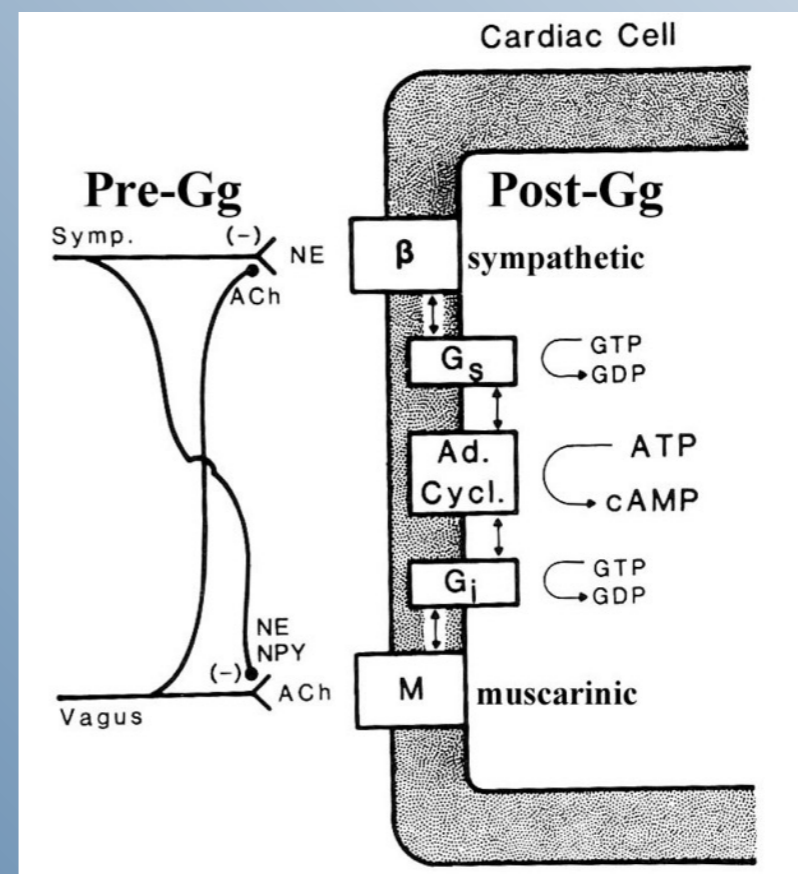 Cardiac Cell
Pre-Gg
Post-Gg
Symp.
(-)
NE
ACh
β
sympathetic
Gs
GTP
GDP
Ad.
Cycl.
ATP
cAMP
Gi
GTP
GDP
NE
NPY
(-)
ACh
Vagus
M
muscarinic